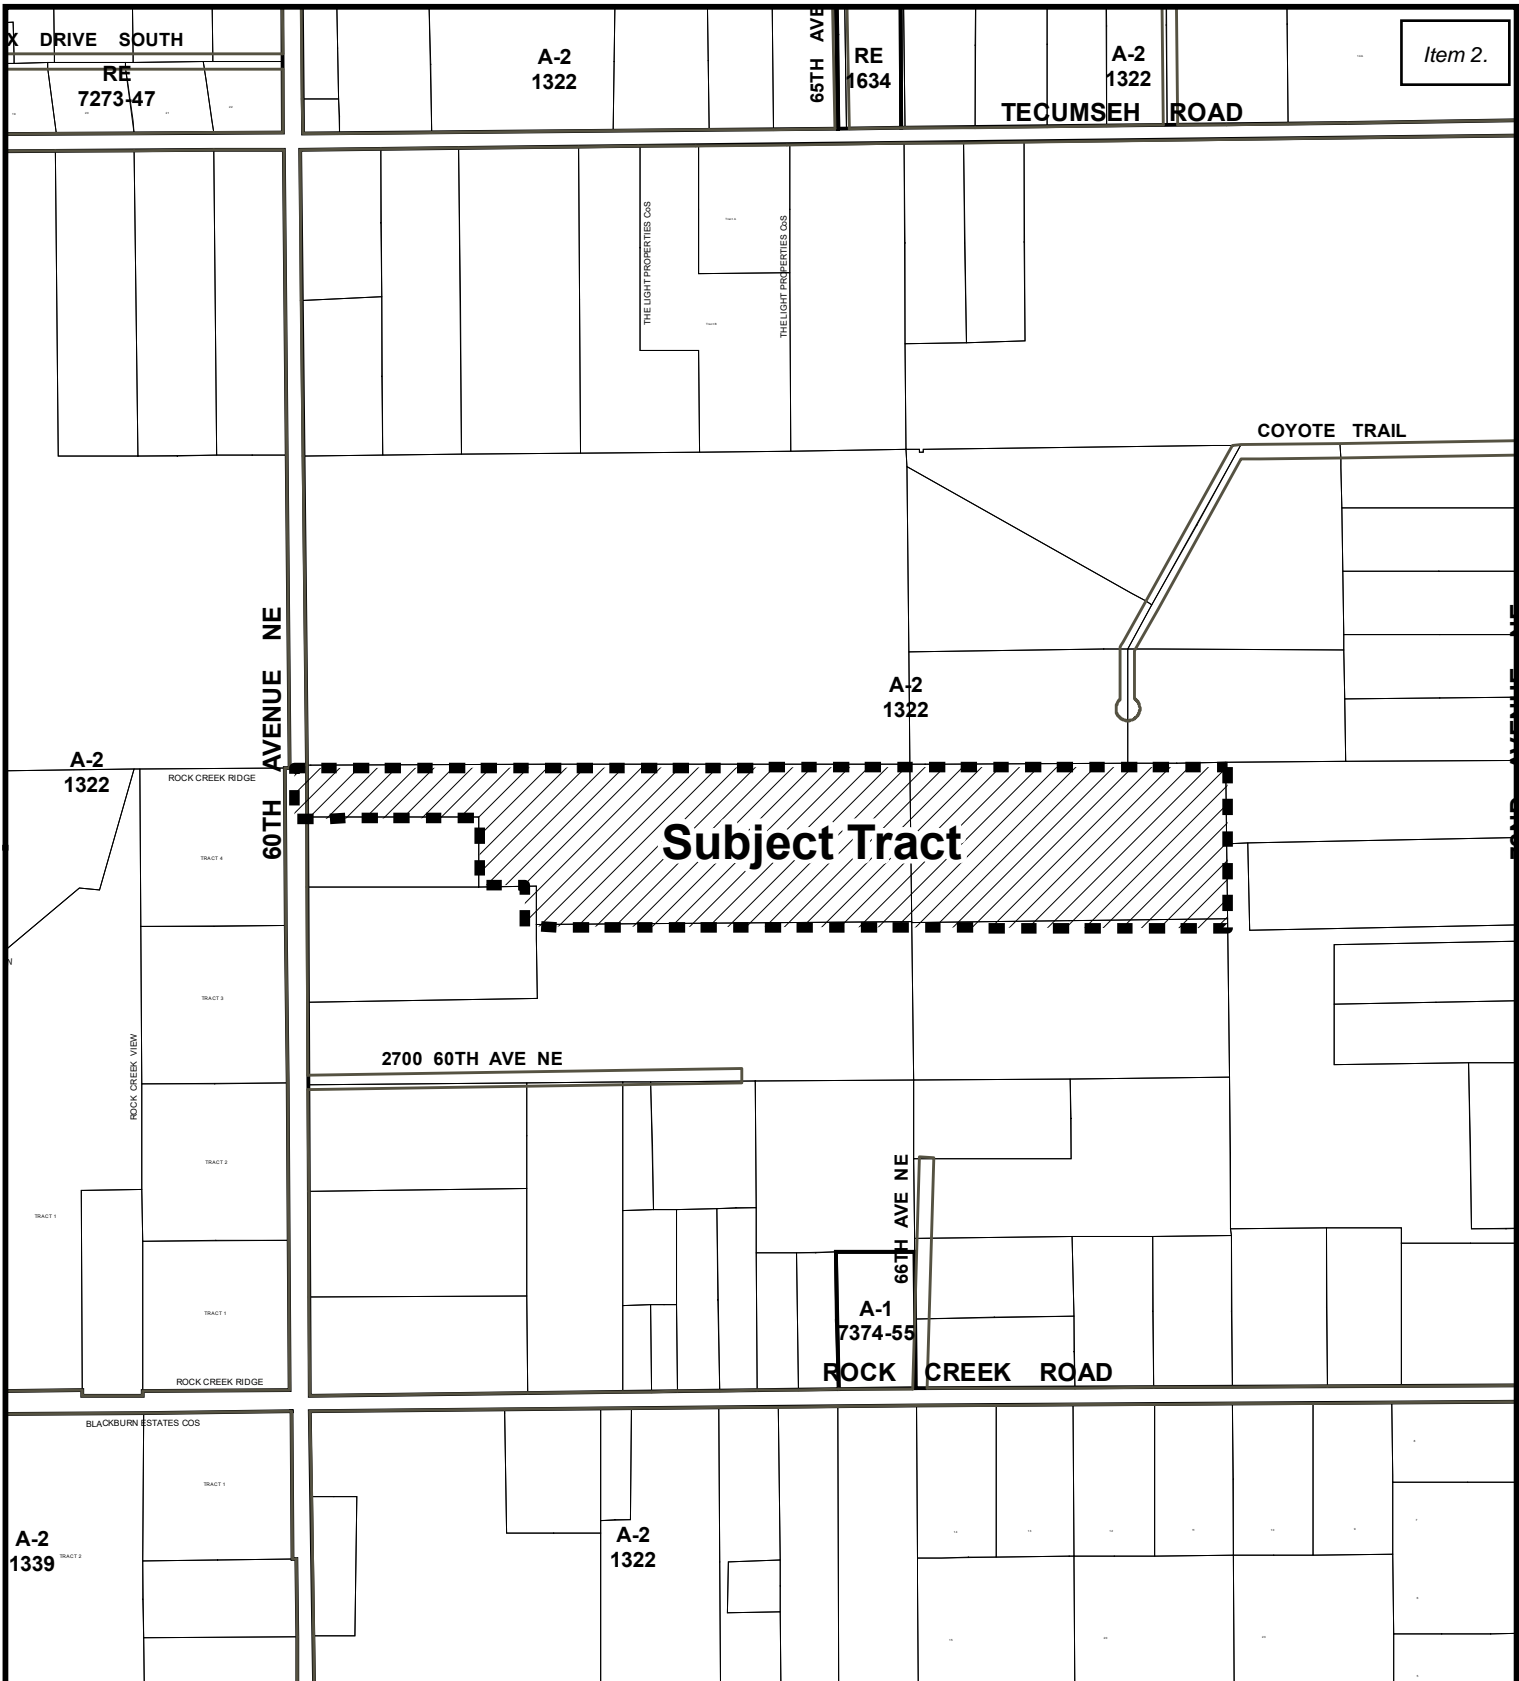 X DRIVE SOUTH
RE
7273-47
A-2
1322
65TH AVE
RE
1634
A-2
1322
Item 2.
TECUMSEH ROAD
THE LIGHT PROPERTIES CoS
THE LIGHT PROPERTIES CoS
COYOTE TRAIL
60TH AVENUE NE
A-2
1322
A-2
1322
ROCK CREEK RIDGE
TRACT 4
Subject Tract
TRACT 3
ROCK CREEK VIEW
2700 60TH AVE NE
TRACT 2
66TH AVE NE
TRACT 1
TRACT 1
A-1
7374-55
ROCK CREEK ROAD
ROCK CREEK RIDGE
BLACKBURN ESTATES COS
TRACT 1
A-2
1339
TRACT 2
A-2
1322